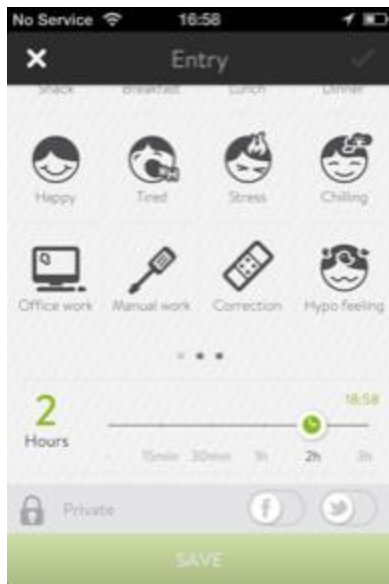 No Service 16:58
Entry
Snack Breakfast Lunch Dinner
Happy Tired Stress Chilling
Office work Manual work Correction Hypo feeling
2 18:58
Hours
- 15min 30min 1h 2h 3h
Private f
SAVE